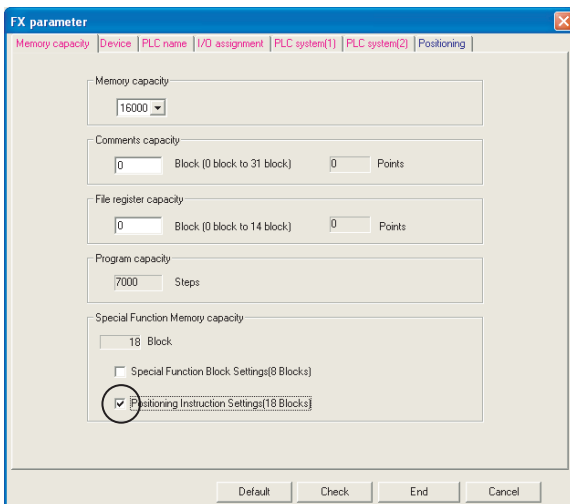 FX parameter
Memory capacity Device PLC name I/O assignment PLC system(1) PLC system(2) Positioning
Memory capacity
16000
Comments capacity
0 Block (0 block to 31 block) 0 Points
File register capacity
0 Block (0 block to 14 block) 0 Points
Program capacity
7000 Steps
Special Function Memory capacity
18 Block
Special Function Block Settings(8 Blocks)
Positioning Instruction Settings(18 Blocks)
Default Check End Cancel